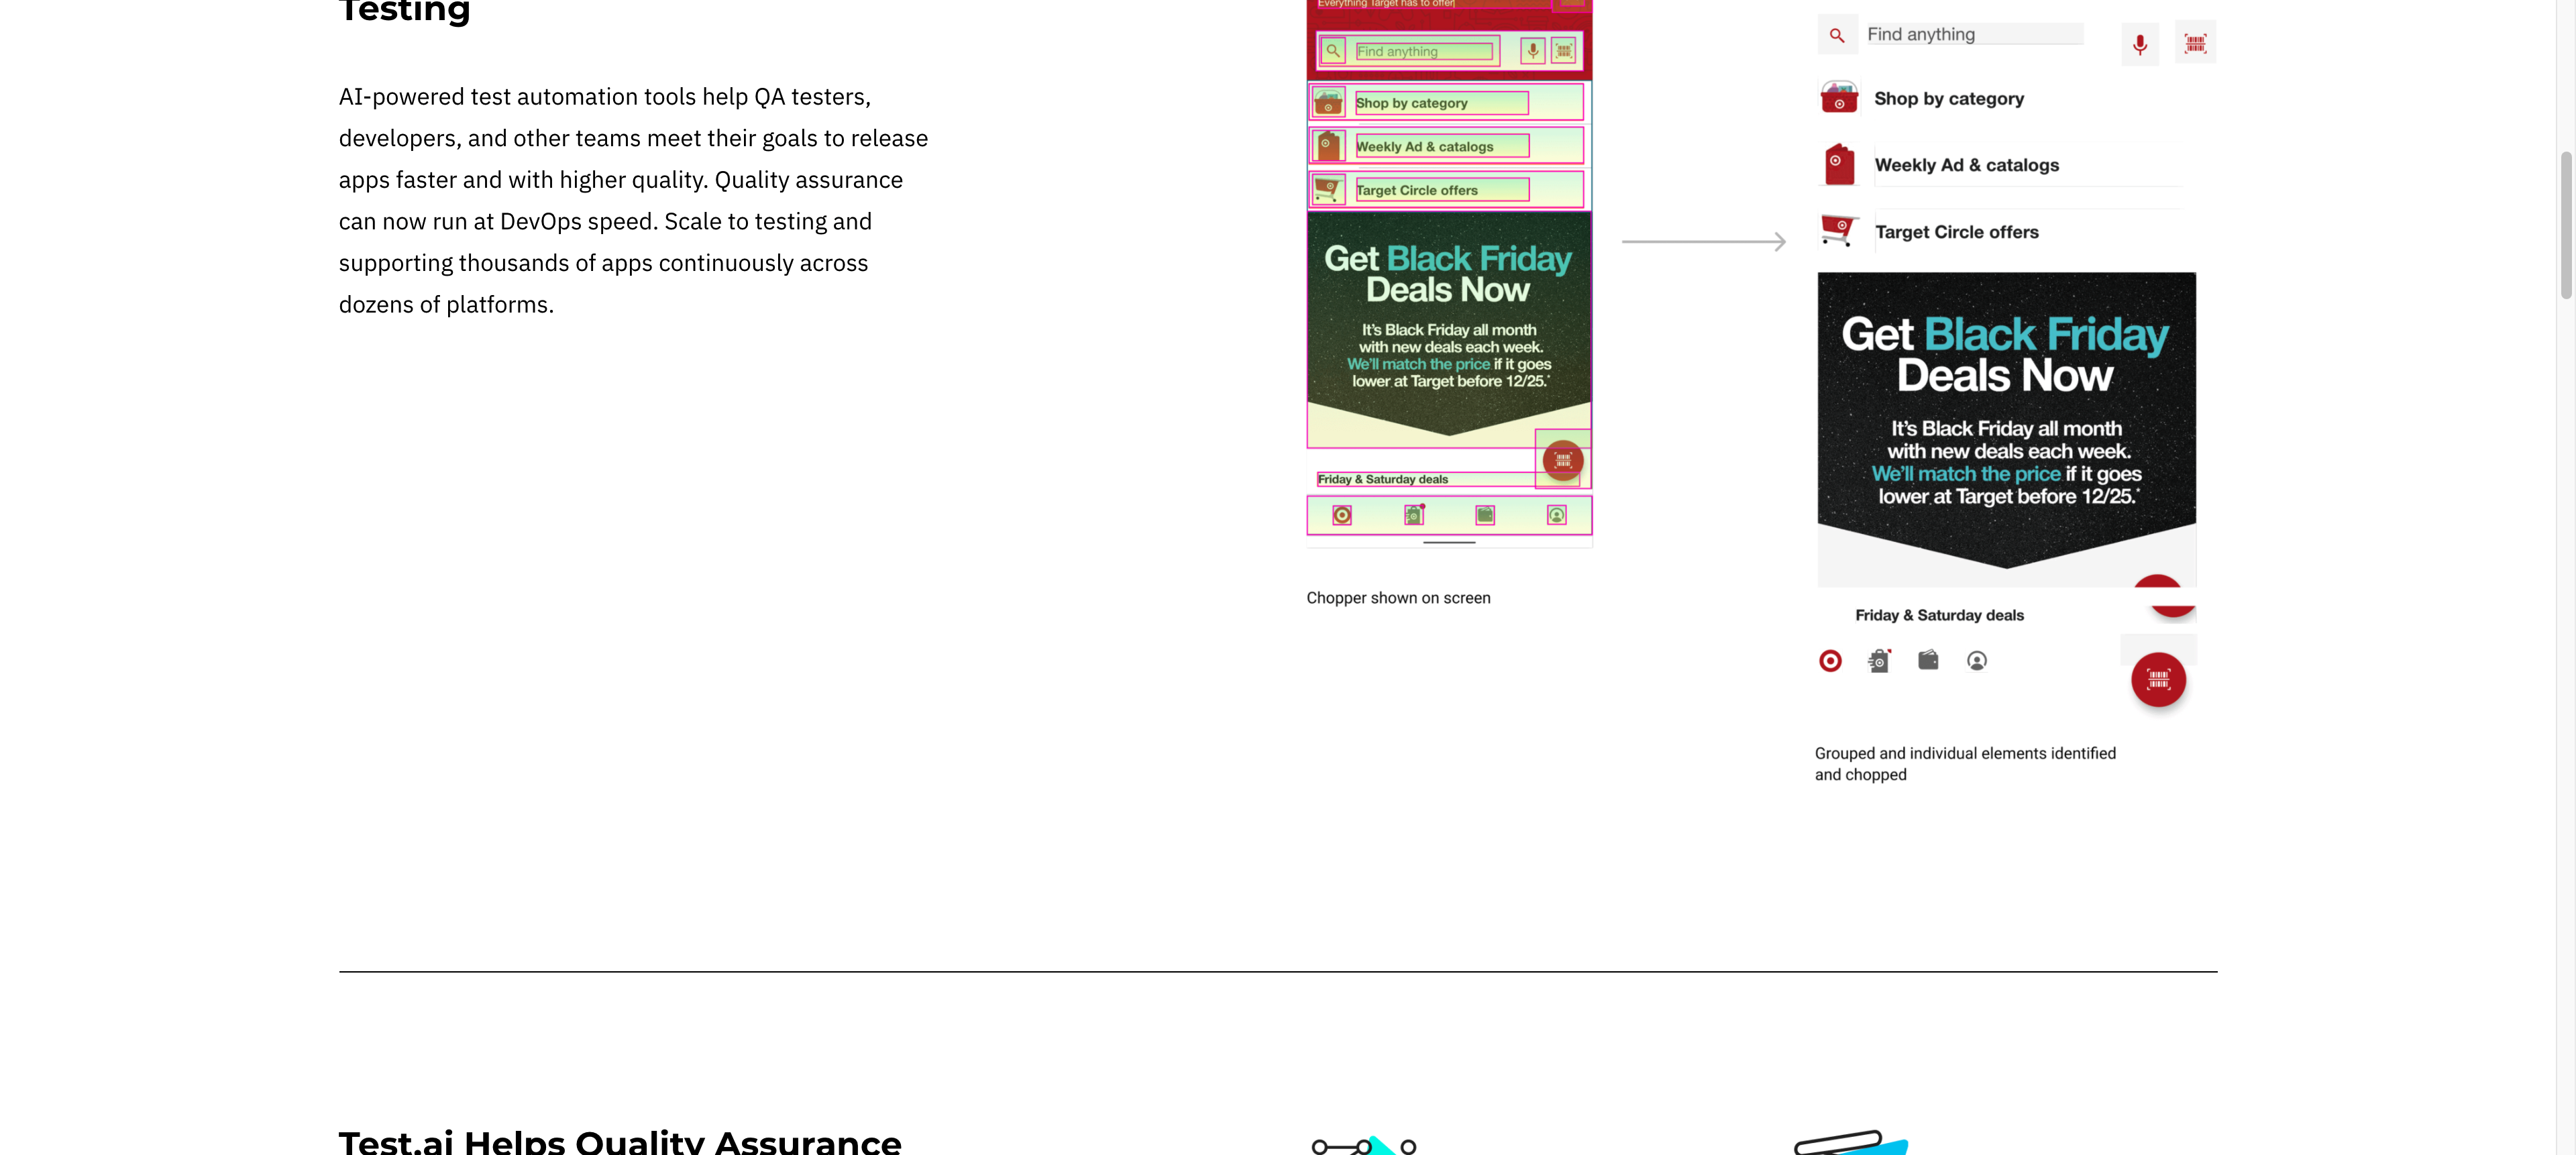 Testing
AI-powered test automation tools help QA testers,
developers, and other teams meet their goals to release
apps faster and with higher quality. Quality assurance
can now run at DevOps speed. Scale to testing and
supporting thousands of apps continuously across
dozens of platforms.
Everything Target has to offer
Find anything
Shop by category
Weekly Ad & catalogs
Target Circle offers
Get Black Friday
Deals Now
It's Black Friday all month
with new deals each week.
We'll match the price if it goes
lower at Target before 12/25.*
Friday & Saturday deals
Chopper shown on screen
Find anything
Shop by category
Weekly Ad & catalogs
Target Circle offers
Get Black Friday
Deals Now
It's Black Friday all month
with new deals each week.
We'll match the price if it goes
lower at Target before 12/25.*
Friday & Saturday deals
Grouped and individual elements identified
and chopped
Test.ai Helps Quality Assurance